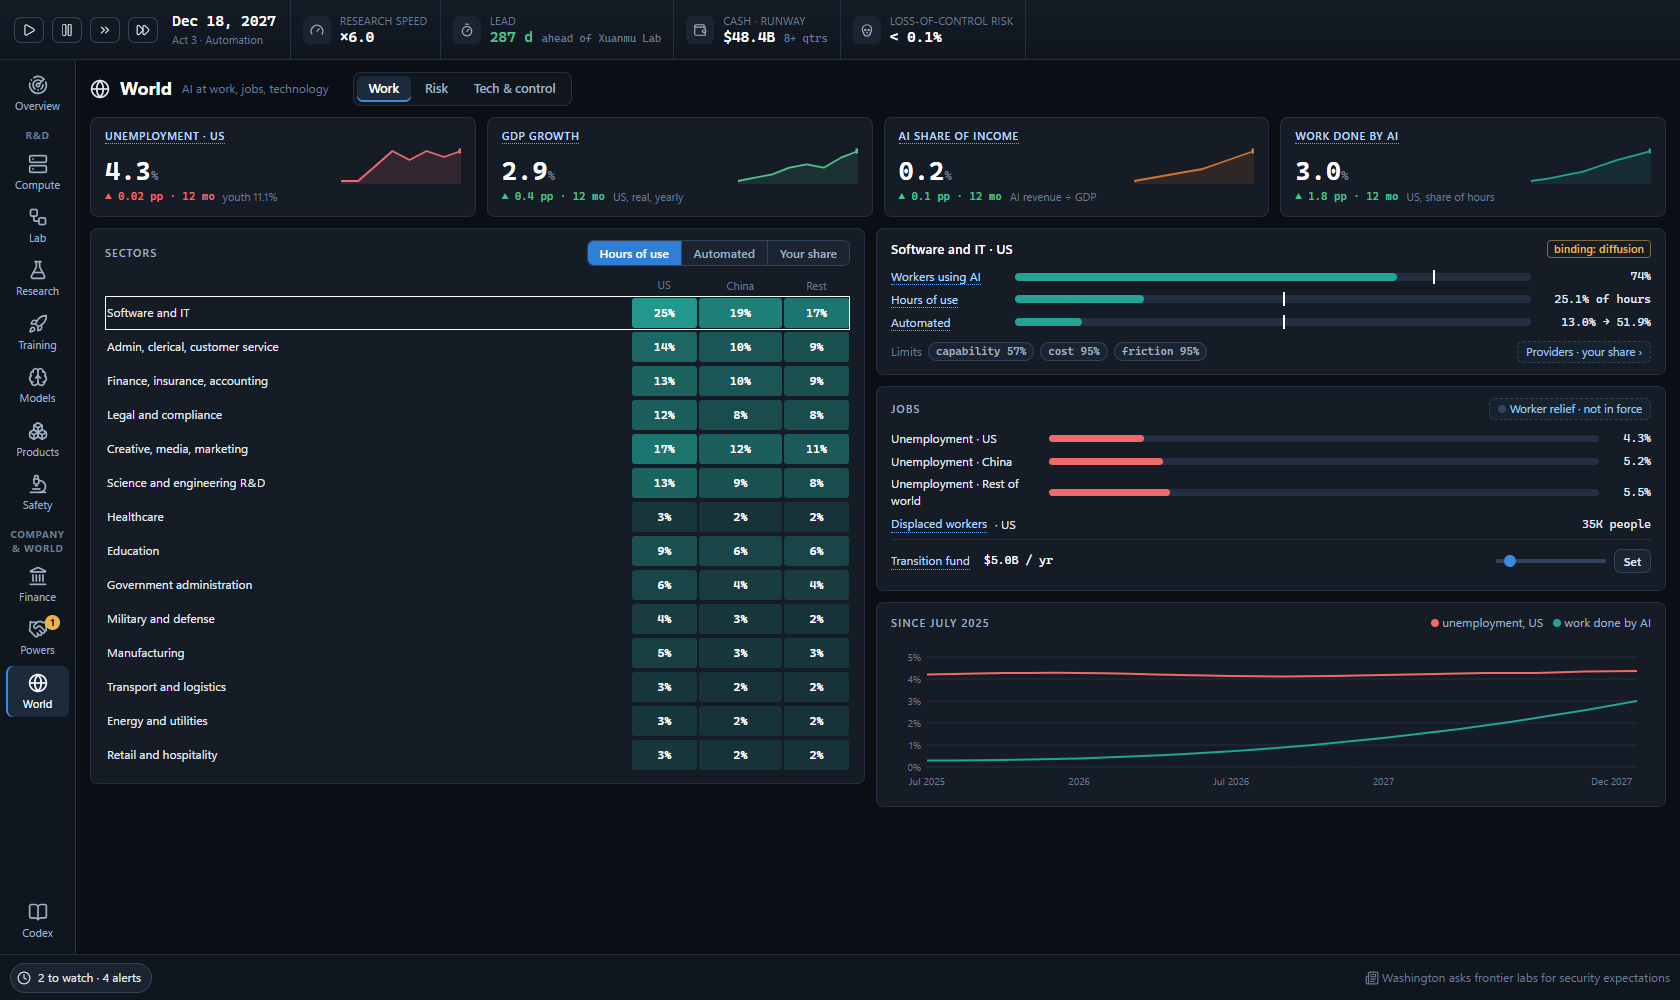 Dec 18, 2027
Act 3 · Automation
RESEARCH SPEED
×6.0
LEAD
287 d ahead of Xuanmu Lab
CASH · RUNWAY
$48.4B 8+ qtrs
LOSS-OF-CONTROL RISK
< 0.1%
Overview
R&D
Compute
Lab
Research
Training
Models
Products
Safety
COMPANY
& WORLD
Finance
1
Powers
World
Codex
World AI at work, jobs, technology
Work Risk Tech & control
UNEMPLOYMENT · US
4.3%
▲ 0.02 pp · 12 mo youth 11.1%
GDP GROWTH
2.9%
▲ 0.4 pp · 12 mo US, real, yearly
AI SHARE OF INCOME
0.2%
▲ 0.1 pp · 12 mo AI revenue ÷ GDP
WORK DONE BY AI
3.0%
▲ 1.8 pp · 12 mo US, share of hours
SECTORS
Hours of use Automated Your share
US China Rest
Software and IT 25% 19% 17%
Admin, clerical, customer service 14% 10% 9%
Finance, insurance, accounting 13% 10% 9%
Legal and compliance 12% 8% 8%
Creative, media, marketing 17% 12% 11%
Science and engineering R&D 13% 9% 8%
Healthcare 3% 2% 2%
Education 9% 6% 6%
Government administration 6% 4% 4%
Military and defense 4% 3% 2%
Manufacturing 5% 3% 3%
Transport and logistics 3% 2% 2%
Energy and utilities 3% 2% 2%
Retail and hospitality 3% 2% 2%
Software and IT · US binding: diffusion
Workers using AI 74%
Hours of use 25.1% of hours
Automated 13.0% → 51.9%
Limits capability 57% cost 95% friction 95% Providers · your share ›
JOBS Worker relief · not in force
Unemployment · US 4.3%
Unemployment · China 5.2%
Unemployment · Rest of
world 5.5%
Displaced workers · US 35K people
Transition fund $5.0B / yr Set
SINCE JULY 2025 unemployment, US work done by AI
5%
4%
3%
2%
1%
0%
Jul 2025 2026 Jul 2026 2027 Dec 2027
2 to watch · 4 alerts
Washington asks frontier labs for security expectations